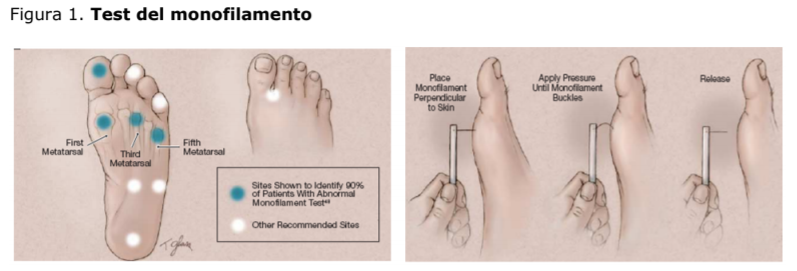 Figura 1. Test del monofilamento
First
Metatarsal
Third
Metatarsal
Fifth
Metatarsal
Sites Shown to Identify 90%
of Patients With Abnormal
Monofilament Test
Other Recommended Sites
Place
Monofilament
Perpendicular
to Skin
Apply Pressure
Until Monofilament
Buckles
Release